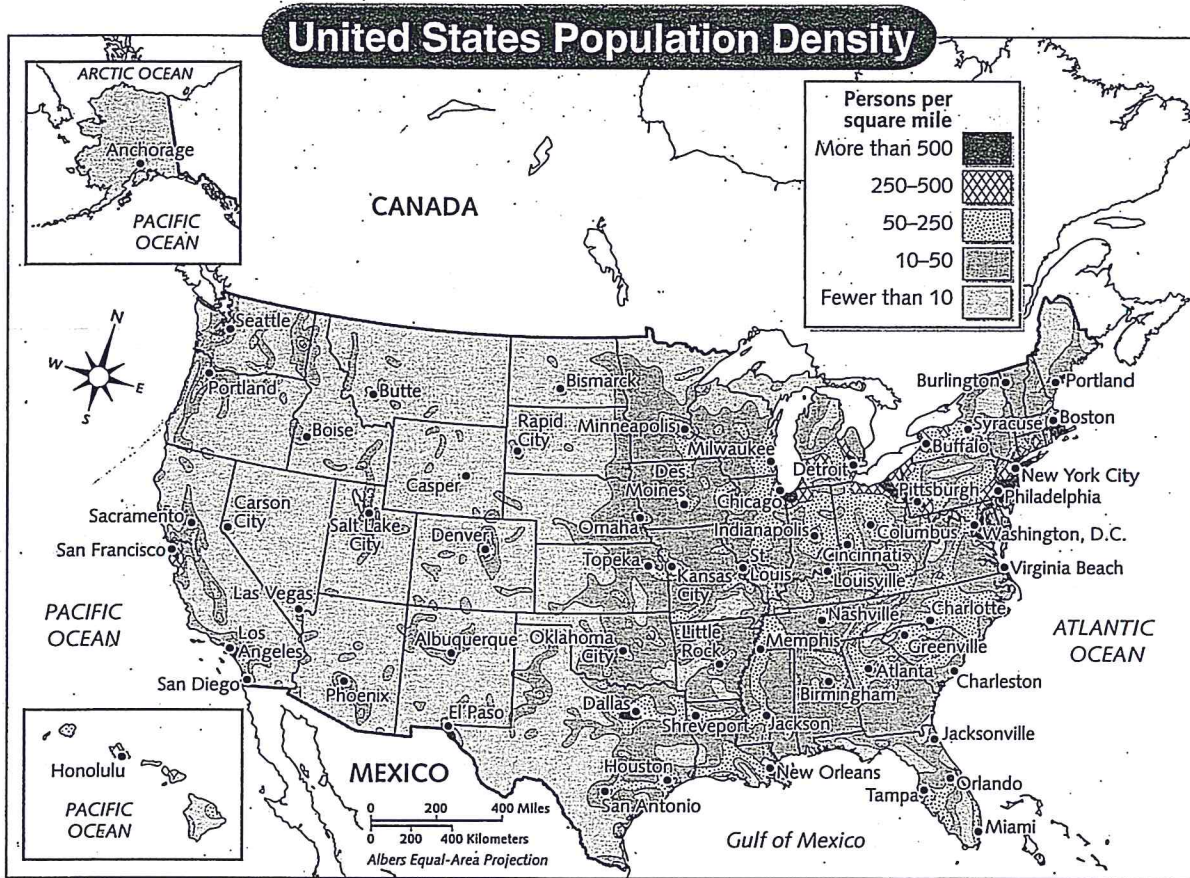 United States Population Density
ARCTIC OCEAN
Anchorage
PACIFIC
OCEAN
CANADA
Persons per
square mile
More than 500
250–500
50–250
10–50
Fewer than 10
N
W
E
S
Seattle
Portland
Butte
Boise
Bismarck
Rapid
City
Minneapolis
Milwaukee
Detroit
Burlington
Portland
Syracuse
Boston
Buffalo
New York City
Pittsburgh
Philadelphia
Casper
Des
Moines
Chicago
Carson
City
Salt Lake
City
Sacramento
San Francisco
Denver
Omaha
Indianapolis
Columbus
Washington, D.C.
Topeka
Kansas
City
St.
Louis
Cincinnati
Louisville
Virginia Beach
Las Vegas
PACIFIC
OCEAN
Los
Angeles
San Diego
Albuquerque
Oklahoma
City
Little
Rock
Nashville
Memphis
Charlotte
Greenville
ATLANTIC
OCEAN
Phoenix
El Paso
Dallas
Shreveport
Jackson
Birmingham
Atlanta
Charleston
Jacksonville
Honolulu
PACIFIC
OCEAN
MEXICO
Houston
San Antonio
New Orleans
Tampa
Orlando
Miami
Gulf of Mexico
0 200 400 Miles
0 200 400 Kilometers
Albers Equal-Area Projection